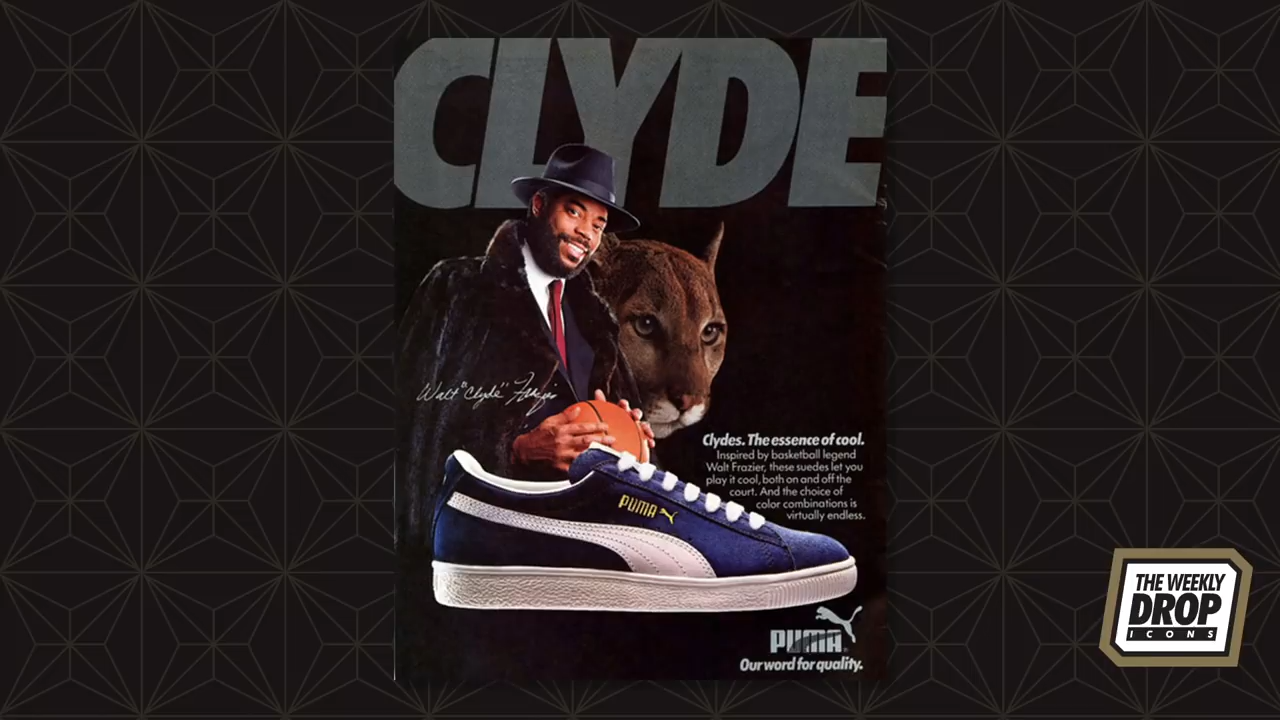 CLYDE
Walt "Clyde" Frazier
Clydes. The essence of cool.
Inspired by basketball legend
Walt Frazier, these suedes let you
play it cool, both on and off the
court. And the choice of
color combinations is
virtually endless.
PUMA
PUMA
Our word for quality.
THE WEEKLY
DROP
ICONS